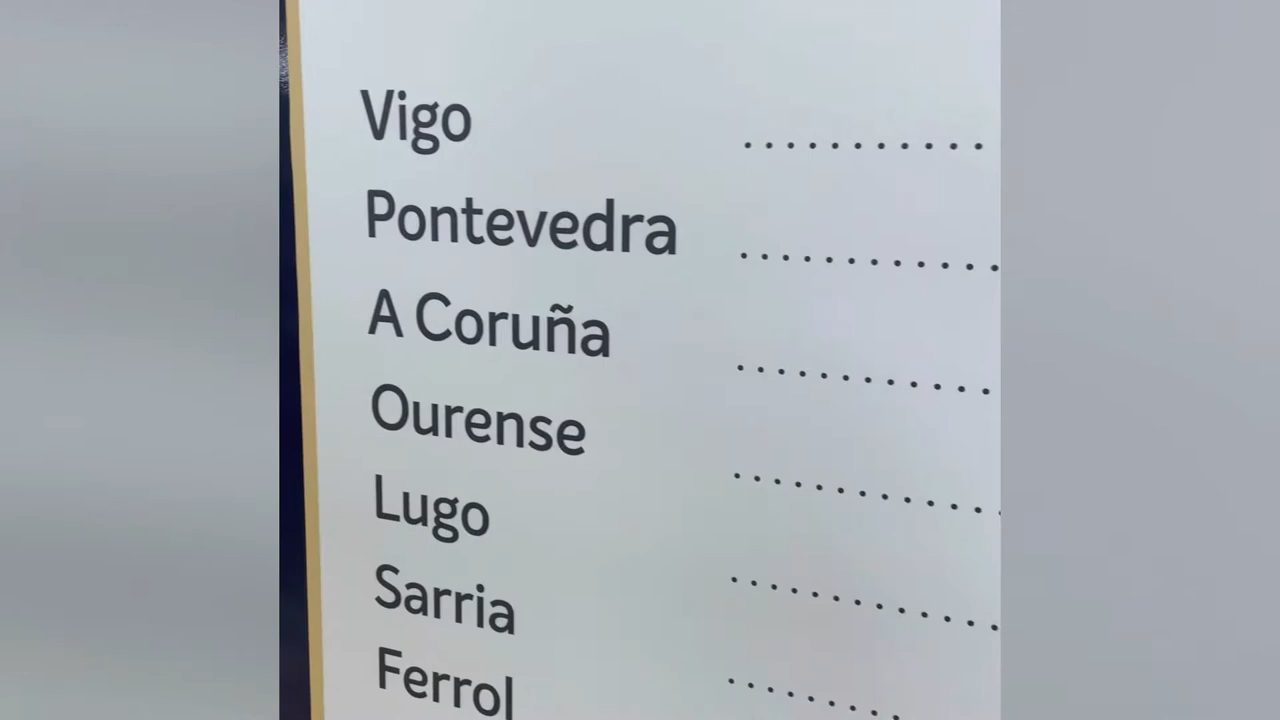 Vigo ...........
Pontevedra ............
A Coruña ............
Ourense .............
Lugo .............
Sarria .........
Ferrol